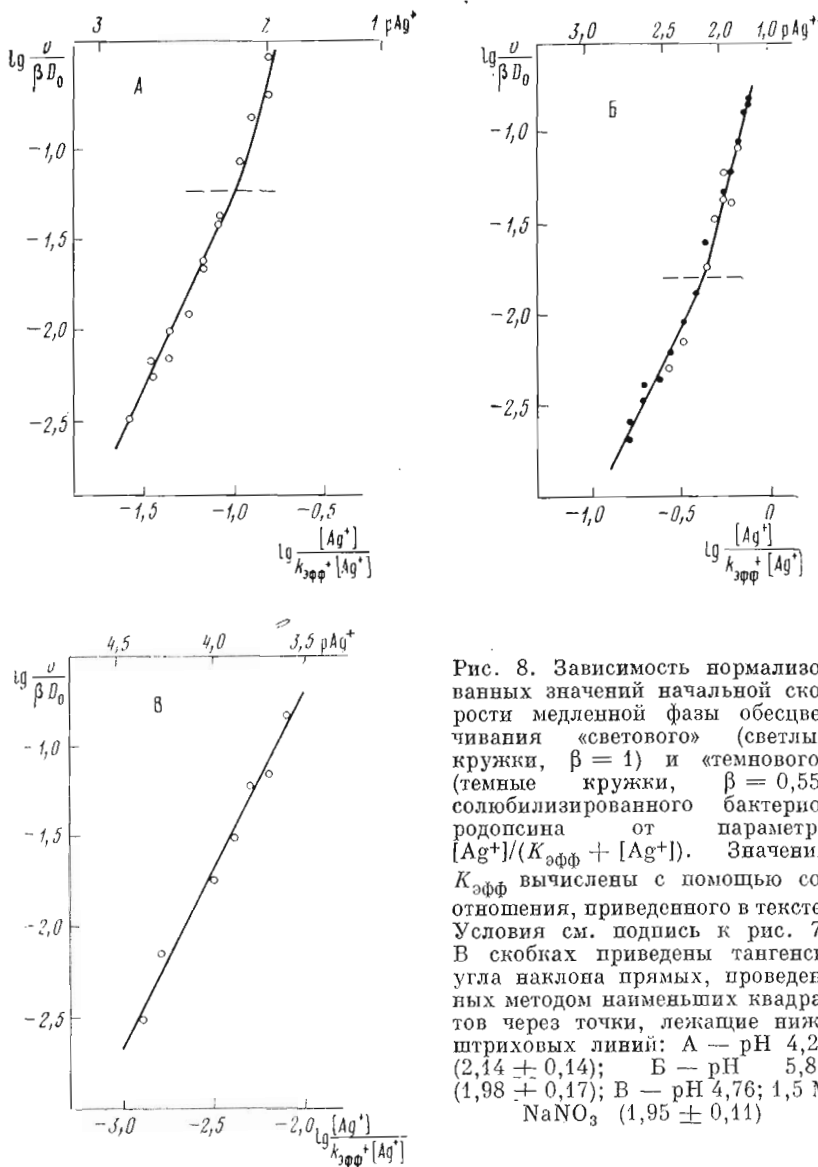 3 2 1 pAg⁺
lg υ/βD₀
А
−1,0
−1,5
−2,0
−2,5
−1,5 −1,0 −0,5
lg [Ag⁺]/kэфф⁺[Ag⁺]
3,0 2,5 2,0 1,0 pAg⁺
lg υ/βD₀
Б
−1,0
−1,5
−2,0
−2,5
−1,0 −0,5 0
lg [Ag⁺]/kэфф⁺[Ag⁺]
4,5 4,0 3,5 pAg⁺
lg υ/βD₀
В
−1,0
−1,5
−2,0
−2,5
−3,0 −2,5 −2,0
lg [Ag⁺]/kэфф⁺[Ag⁺]
Рис. 8. Зависимость нормализо
ванных значений начальной ско
рости медленной фазы обесцве
чивания «светового» (светлы
кружки, β = 1) и «темнового
(темные кружки, β = 0,55
солюбилизированного бактерио
родопсина от параметр
[Ag⁺]/(Kэфф + [Ag⁺]). Значени
Kэфф вычислены с помощью со
отношения, приведенного в тексте
Условия см. подпись к рис. 7
В скобках приведены тангенс
угла наклона прямых, проведен
ных методом наименьших квадра
тов через точки, лежащие ниж
штриховых линий: А — pH 4,2
(2,14 ± 0,14); Б — pH 5,8
(1,98 ± 0,17); В — pH 4,76; 1,5 M
NaNO₃ (1,95 ± 0,11)